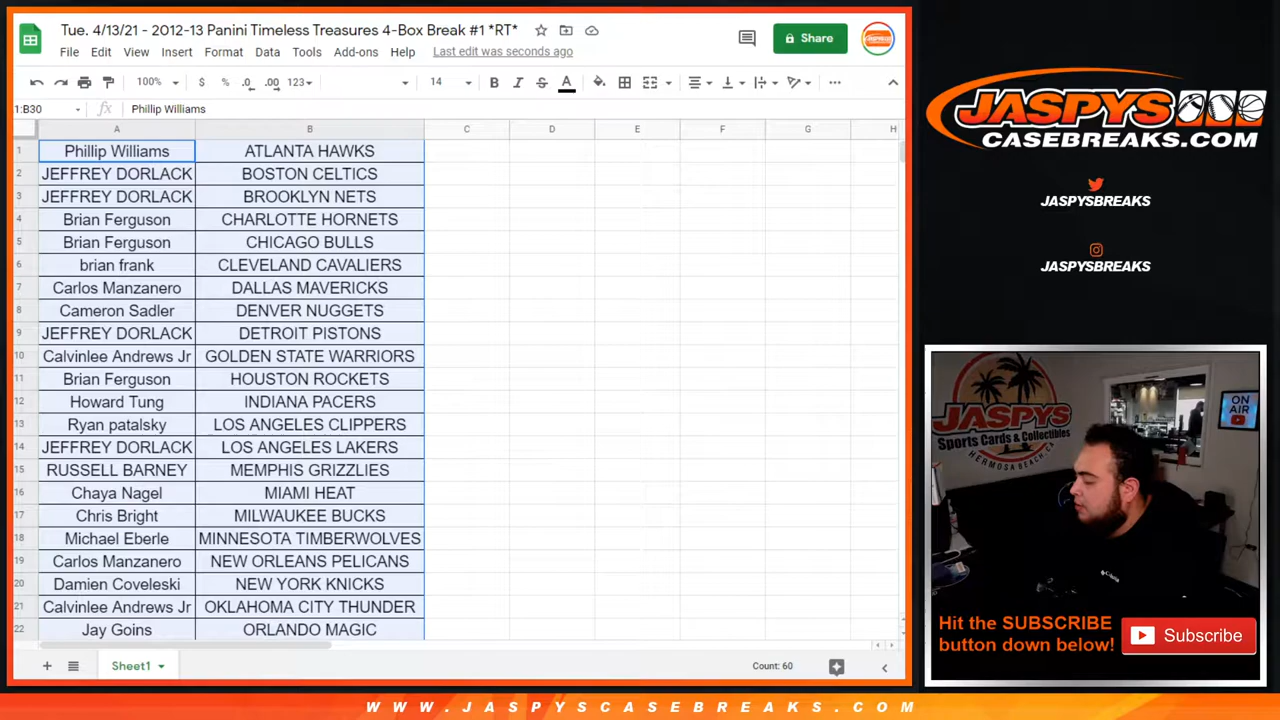 Tue. 4/13/21 - 2012-13 Panini Timeless Treasures 4-Box Break #1 *RT*
File Edit View Insert Format Data Tools Add-ons Help Last edit was seconds ago
Share
100% $ % .0 .00 123 14 B I S A
1:B30 fx Phillip Williams
A B C D E F G H
1 Phillip Williams ATLANTA HAWKS
2 JEFFREY DORLACK BOSTON CELTICS
3 JEFFREY DORLACK BROOKLYN NETS
4 Brian Ferguson CHARLOTTE HORNETS
5 Brian Ferguson CHICAGO BULLS
6 brian frank CLEVELAND CAVALIERS
7 Carlos Manzanero DALLAS MAVERICKS
8 Cameron Sadler DENVER NUGGETS
9 JEFFREY DORLACK DETROIT PISTONS
10 Calvinlee Andrews Jr GOLDEN STATE WARRIORS
11 Brian Ferguson HOUSTON ROCKETS
12 Howard Tung INDIANA PACERS
13 Ryan patalsky LOS ANGELES CLIPPERS
14 JEFFREY DORLACK LOS ANGELES LAKERS
15 RUSSELL BARNEY MEMPHIS GRIZZLIES
16 Chaya Nagel MIAMI HEAT
17 Chris Bright MILWAUKEE BUCKS
18 Michael Eberle MINNESOTA TIMBERWOLVES
19 Carlos Manzanero NEW ORLEANS PELICANS
20 Damien Coveleski NEW YORK KNICKS
21 Calvinlee Andrews Jr OKLAHOMA CITY THUNDER
22 Jay Goins ORLANDO MAGIC
Sheet1
Count: 60
JASPYS
CASEBREAKS.COM
JASPYSBREAKS
JASPYSBREAKS
JASPYS
Sports Cards & Collectibles
HERMOSA BEACH, CA
ON
AIR
Hit the SUBSCRIBE
button down below!
Subscribe
WWW.JASPYSCASEBREAKS.COM